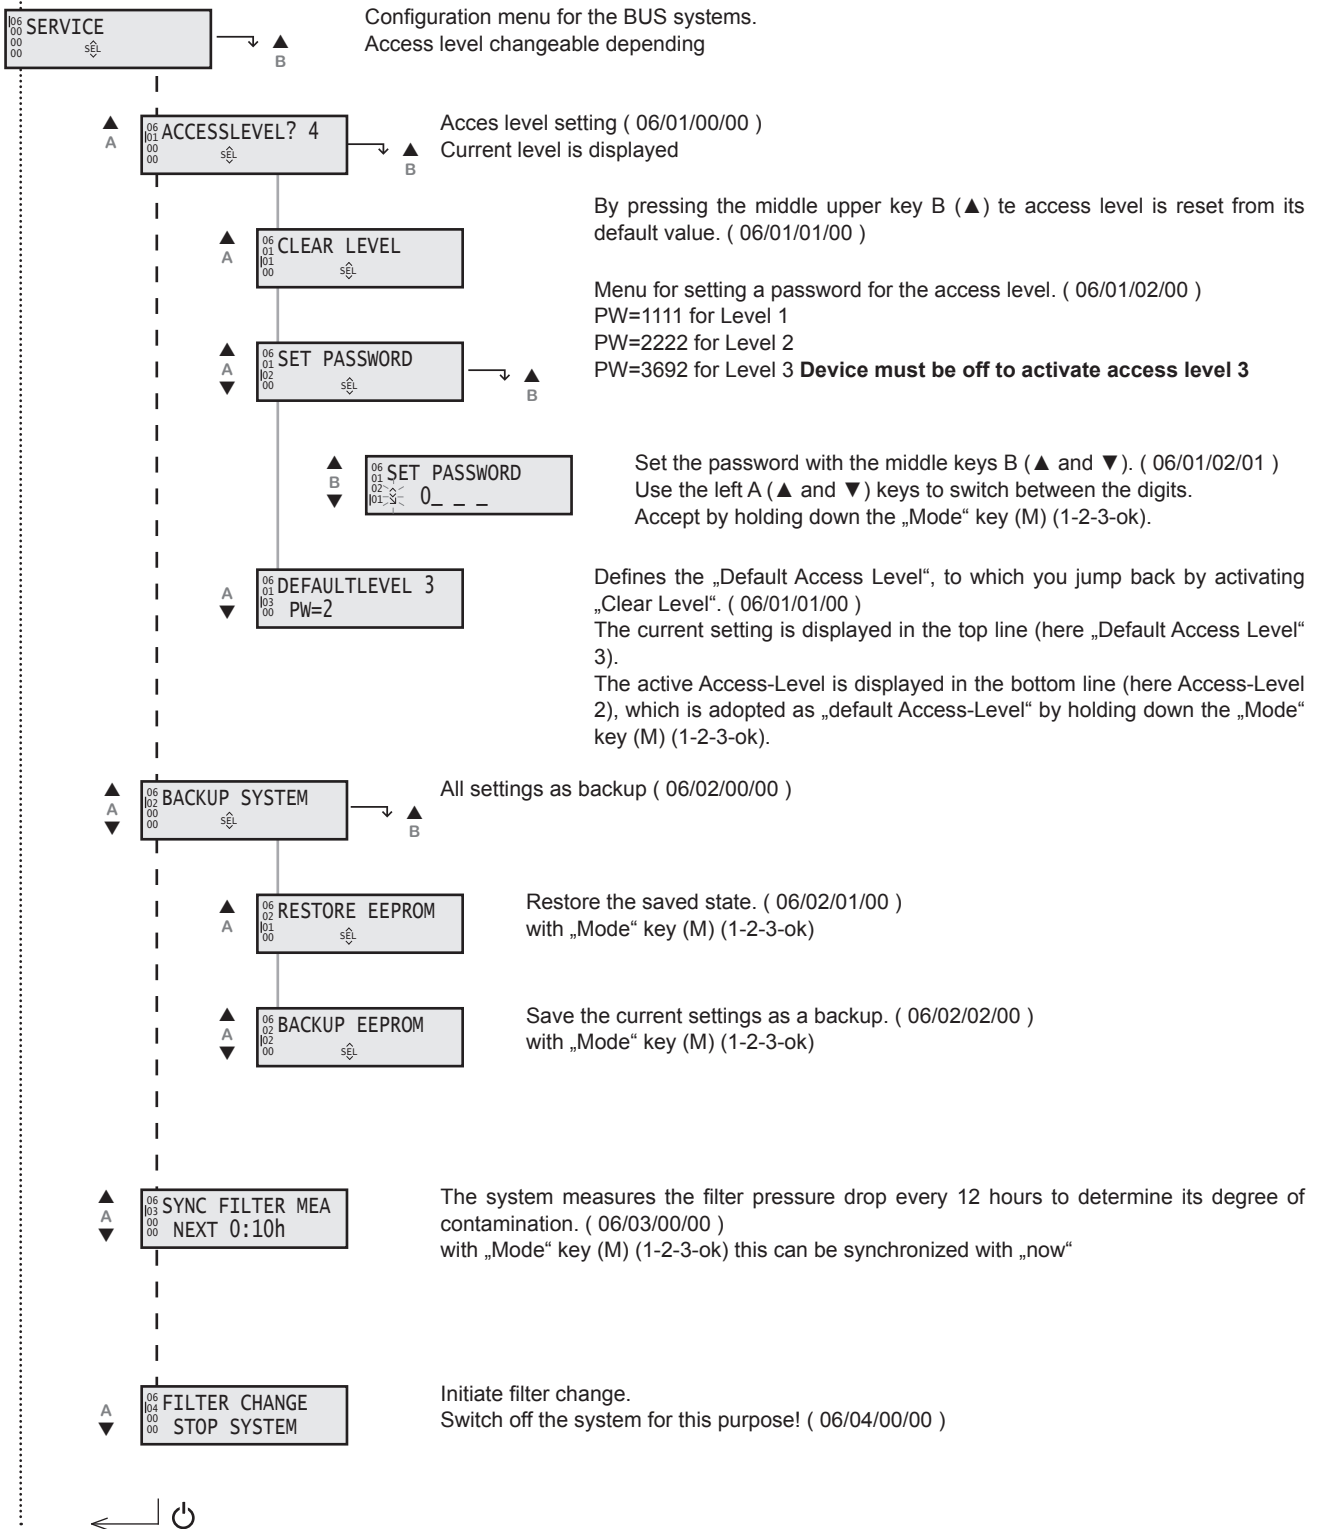 06
00
00
00
SERVICE
SEL
B
Configuration menu for the BUS systems.
Access level changeable depending
A
06
01
00
00
ACCESSLEVEL? 4
SEL
B
Acces level setting ( 06/01/00/00 )
Current level is displayed
A
06
01
01
00
CLEAR LEVEL
SEL
By pressing the middle upper key B (▲) te access level is reset from its
default value. ( 06/01/01/00 )
Menu for setting a password for the access level. ( 06/01/02/00 )
PW=1111 for Level 1
PW=2222 for Level 2
PW=3692 for Level 3 Device must be off to activate access level 3
A
06
01
02
00
SET PASSWORD
SEL
B
B
06
01
02
01
SET PASSWORD
0_ _ _
Set the password with the middle keys B (▲ and ▼). ( 06/01/02/01 )
Use the left A (▲ and ▼) keys to switch between the digits.
Accept by holding down the „Mode“ key (M) (1-2-3-ok).
A
06
01
03
00
DEFAULTLEVEL 3
PW=2
Defines the „Default Access Level“, to which you jump back by activating
„Clear Level“. ( 06/01/01/00 )
The current setting is displayed in the top line (here „Default Access Level“
3).
The active Access-Level is displayed in the bottom line (here Access-Level
2), which is adopted as „default Access-Level“ by holding down the „Mode“
key (M) (1-2-3-ok).
A
06
02
00
00
BACKUP SYSTEM
SEL
B
All settings as backup ( 06/02/00/00 )
A
06
02
01
00
RESTORE EEPROM
SEL
Restore the saved state. ( 06/02/01/00 )
with „Mode“ key (M) (1-2-3-ok)
A
06
02
02
00
BACKUP EEPROM
SEL
Save the current settings as a backup. ( 06/02/02/00 )
with „Mode“ key (M) (1-2-3-ok)
A
06
03
00
00
SYNC FILTER MEA
NEXT 0:10h
The system measures the filter pressure drop every 12 hours to determine its degree of
contamination. ( 06/03/00/00 )
with „Mode“ key (M) (1-2-3-ok) this can be synchronized with „now“
A
06
04
00
00
FILTER CHANGE
STOP SYSTEM
Initiate filter change.
Switch off the system for this purpose! ( 06/04/00/00 )